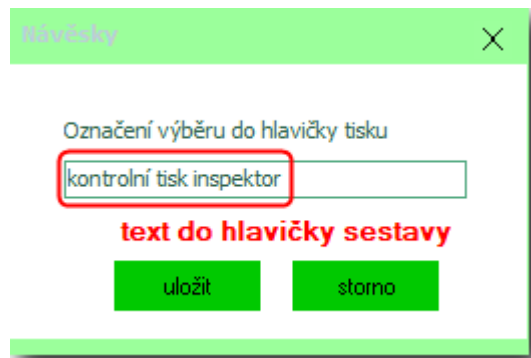 Návěsky
Označení výběru do hlavičky tisku
kontrolní tisk inspektor
text do hlavičky sestavy
uložit storno